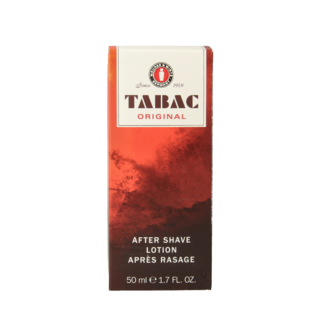 Since 1959
TABAC
ORIGINAL
AFTER SHAVE
LOTION
APRÈS RASAGE
50 ml ℮ 1.7 FL. OZ.